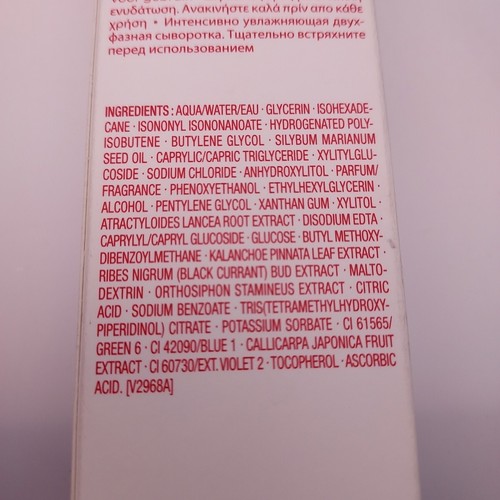 ενυδάτωση. Ανακινήστε καλά πρίν απο κάθε
χρήση • Интенсивно увлажняющая двух-
фазная сыворотка. Тщательно встряхните
перед использованием
INGREDIENTS : AQUA/WATER/EAU · GLYCERIN · ISOHEXADE-
CANE · ISONONYL ISONONANOATE · HYDROGENATED POLY-
ISOBUTENE · BUTYLENE GLYCOL · SILYBUM MARIANUM
SEED OIL · CAPRYLIC/CAPRIC TRIGLYCERIDE · XYLITYLGLU-
COSIDE · SODIUM CHLORIDE · ANHYDROXYLITOL · PARFUM/
FRAGRANCE · PHENOXYETHANOL · ETHYLHEXYLGLYCERIN ·
ALCOHOL · PENTYLENE GLYCOL · XANTHAN GUM · XYLITOL ·
ATRACTYLOIDES LANCEA ROOT EXTRACT · DISODIUM EDTA ·
CAPRYLYL/CAPRYL GLUCOSIDE · GLUCOSE · BUTYL METHOXY-
DIBENZOYLMETHANE · KALANCHOE PINNATA LEAF EXTRACT ·
RIBES NIGRUM (BLACK CURRANT) BUD EXTRACT · MALTO-
DEXTRIN · ORTHOSIPHON STAMINEUS EXTRACT · CITRIC
ACID · SODIUM BENZOATE · TRIS(TETRAMETHYLHYDROXY-
PIPERIDINOL) CITRATE · POTASSIUM SORBATE · CI 61565/
GREEN 6 · CI 42090/BLUE 1 · CALLICARPA JAPONICA FRUIT
EXTRACT · CI 60730/EXT. VIOLET 2 · TOCOPHEROL · ASCORBIC
ACID. [V2968A]